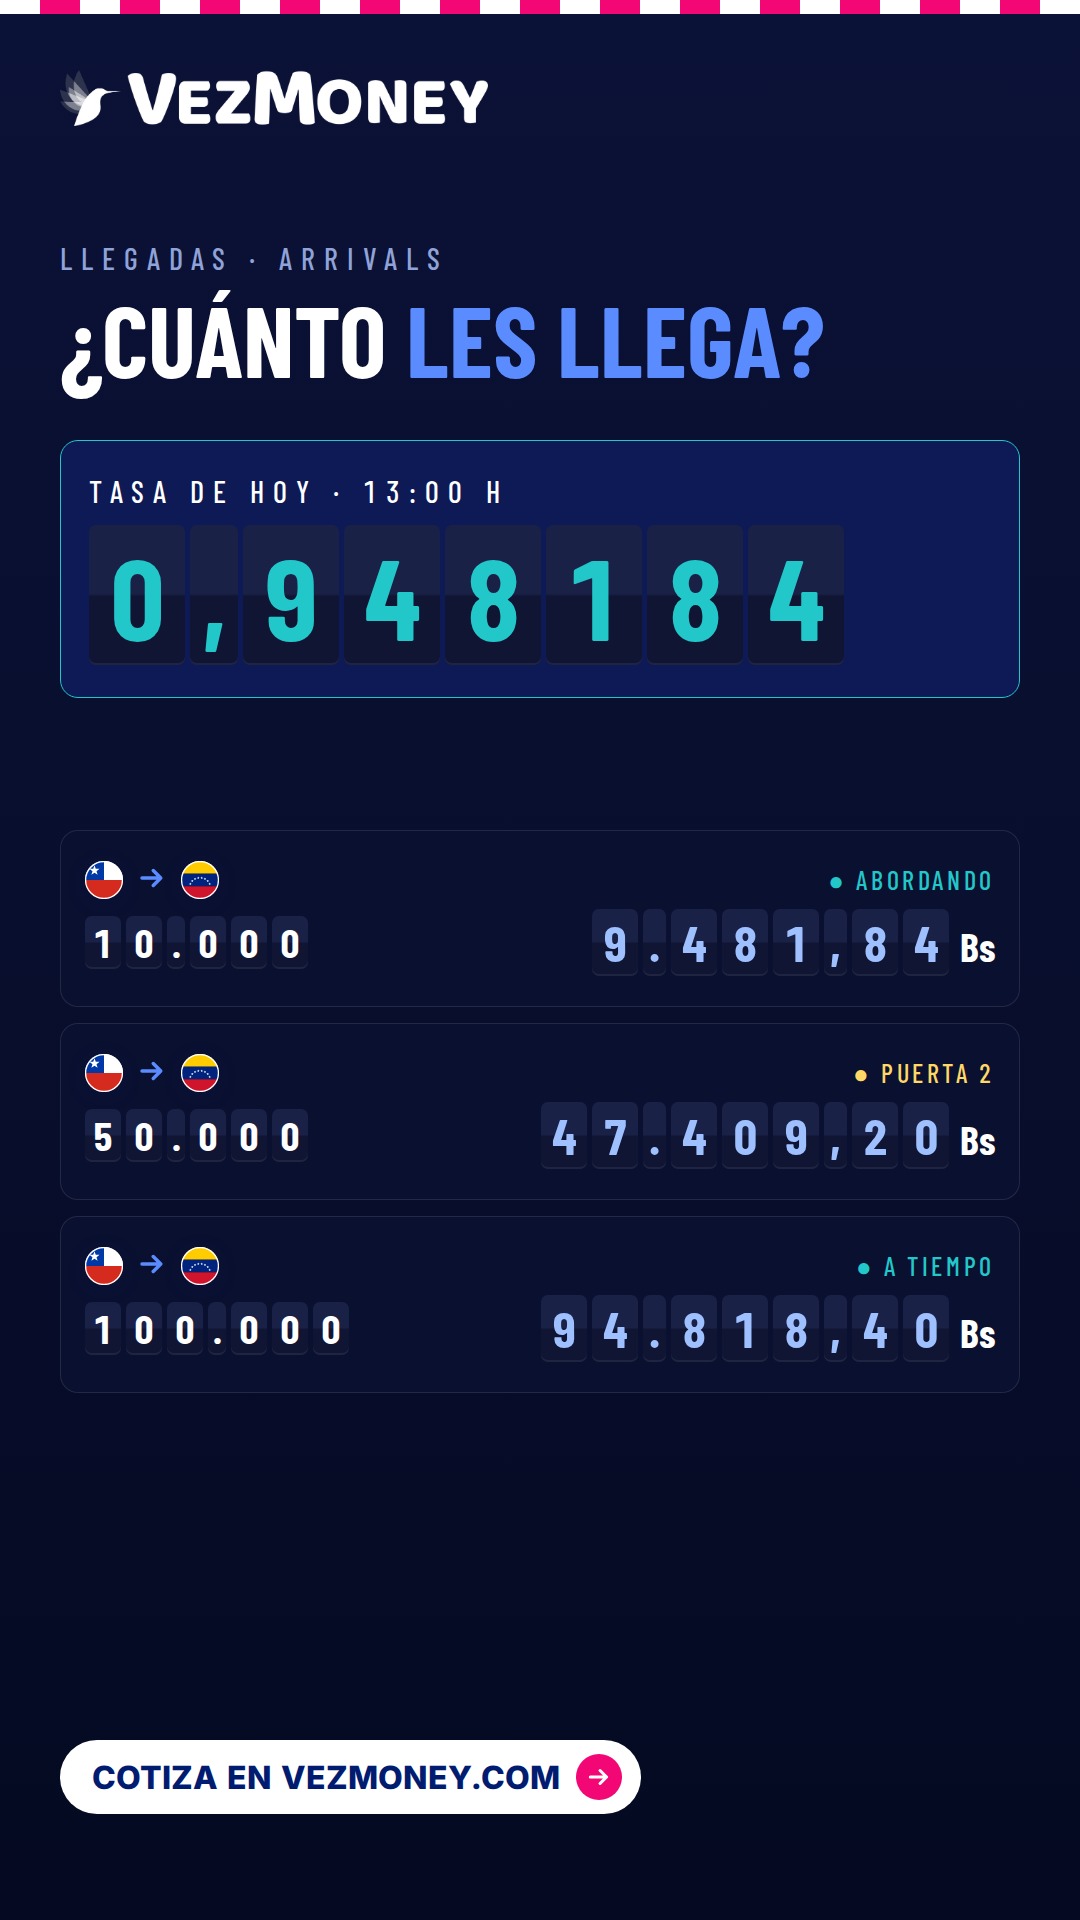 VEZMONEY
LLEGADAS · ARRIVALS
¿CUÁNTO LES LLEGA?
TASA DE HOY · 13:00 H
0,948184
ABORDANDO
10.000
9.481,84 Bs
PUERTA 2
50.000
47.409,20 Bs
A TIEMPO
100.000
94.818,40 Bs
COTIZA EN VEZMONEY.COM